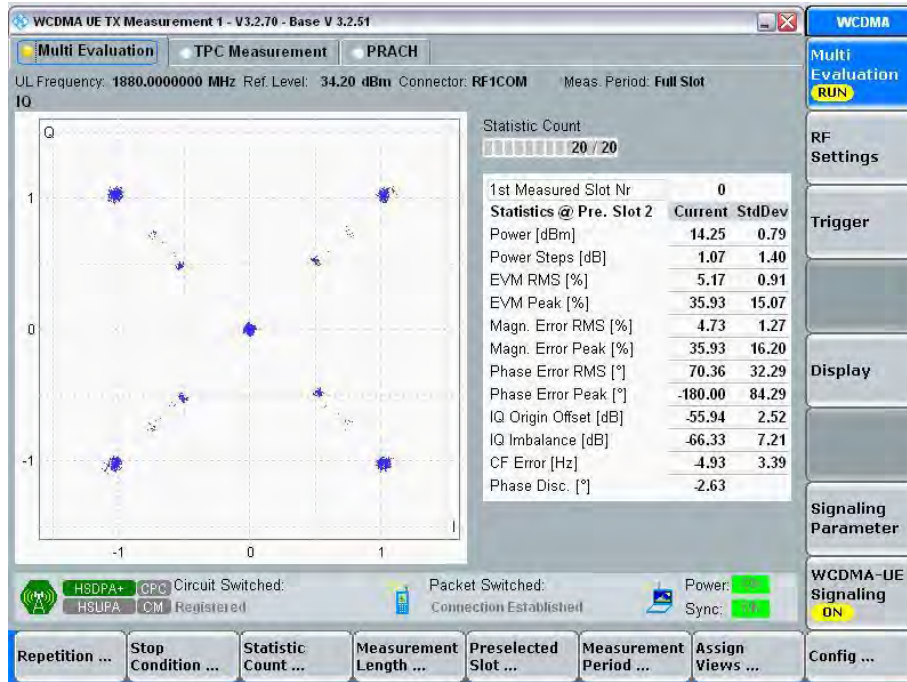 WCDMA UE TX Measurement 1 - V3.2.70 - Base V 3.2.51
WCDMA
Multi Evaluation
TPC Measurement
PRACH
UL Frequency: 1880.0000000 MHz Ref. Level: 34.20 dBm Connector: RF1COM Meas. Period: Full Slot
IQ
Q
1
0
-1
-1 0 1
I
Statistic Count
20 / 20
1st Measured Slot Nr 0
Statistics @ Pre. Slot 2 Current StdDev
Power [dBm] 14.25 0.79
Power Steps [dB] 1.07 1.40
EVM RMS [%] 5.17 0.91
EVM Peak [%] 35.93 15.07
Magn. Error RMS [%] 4.73 1.27
Magn. Error Peak [%] 35.93 16.20
Phase Error RMS [°] 70.36 32.29
Phase Error Peak [°] -180.00 84.29
IQ Origin Offset [dB] -55.94 2.52
IQ Imbalance [dB] -66.33 7.21
CF Error [Hz] -4.93 3.39
Phase Disc. [°] -2.63
Multi
Evaluation
RUN
RF
Settings
Trigger
Display
Signaling
Parameter
WCDMA-UE
Signaling
ON
HSDPA+ CPC Circuit Switched: Packet Switched: Power:
HSUPA CM Registered Connection Established Sync:
Repetition ...
Stop
Condition ...
Statistic
Count ...
Measurement
Length ...
Preselected
Slot ...
Measurement
Period ...
Assign
Views ...
Config ...